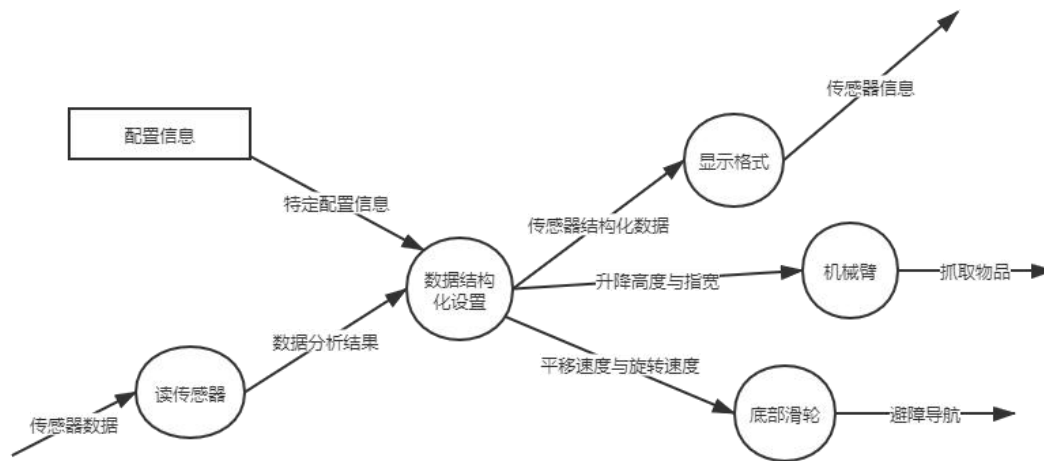 传感器信息
配置信息
显示格式
特定配置信息
传感器结构化数据
数据结构
化设置
升降高度与指宽
机械臂
抓取物品
数据分析结果
平移速度与旋转速度
读传感器
传感器数据
底部滑轮
避障导航